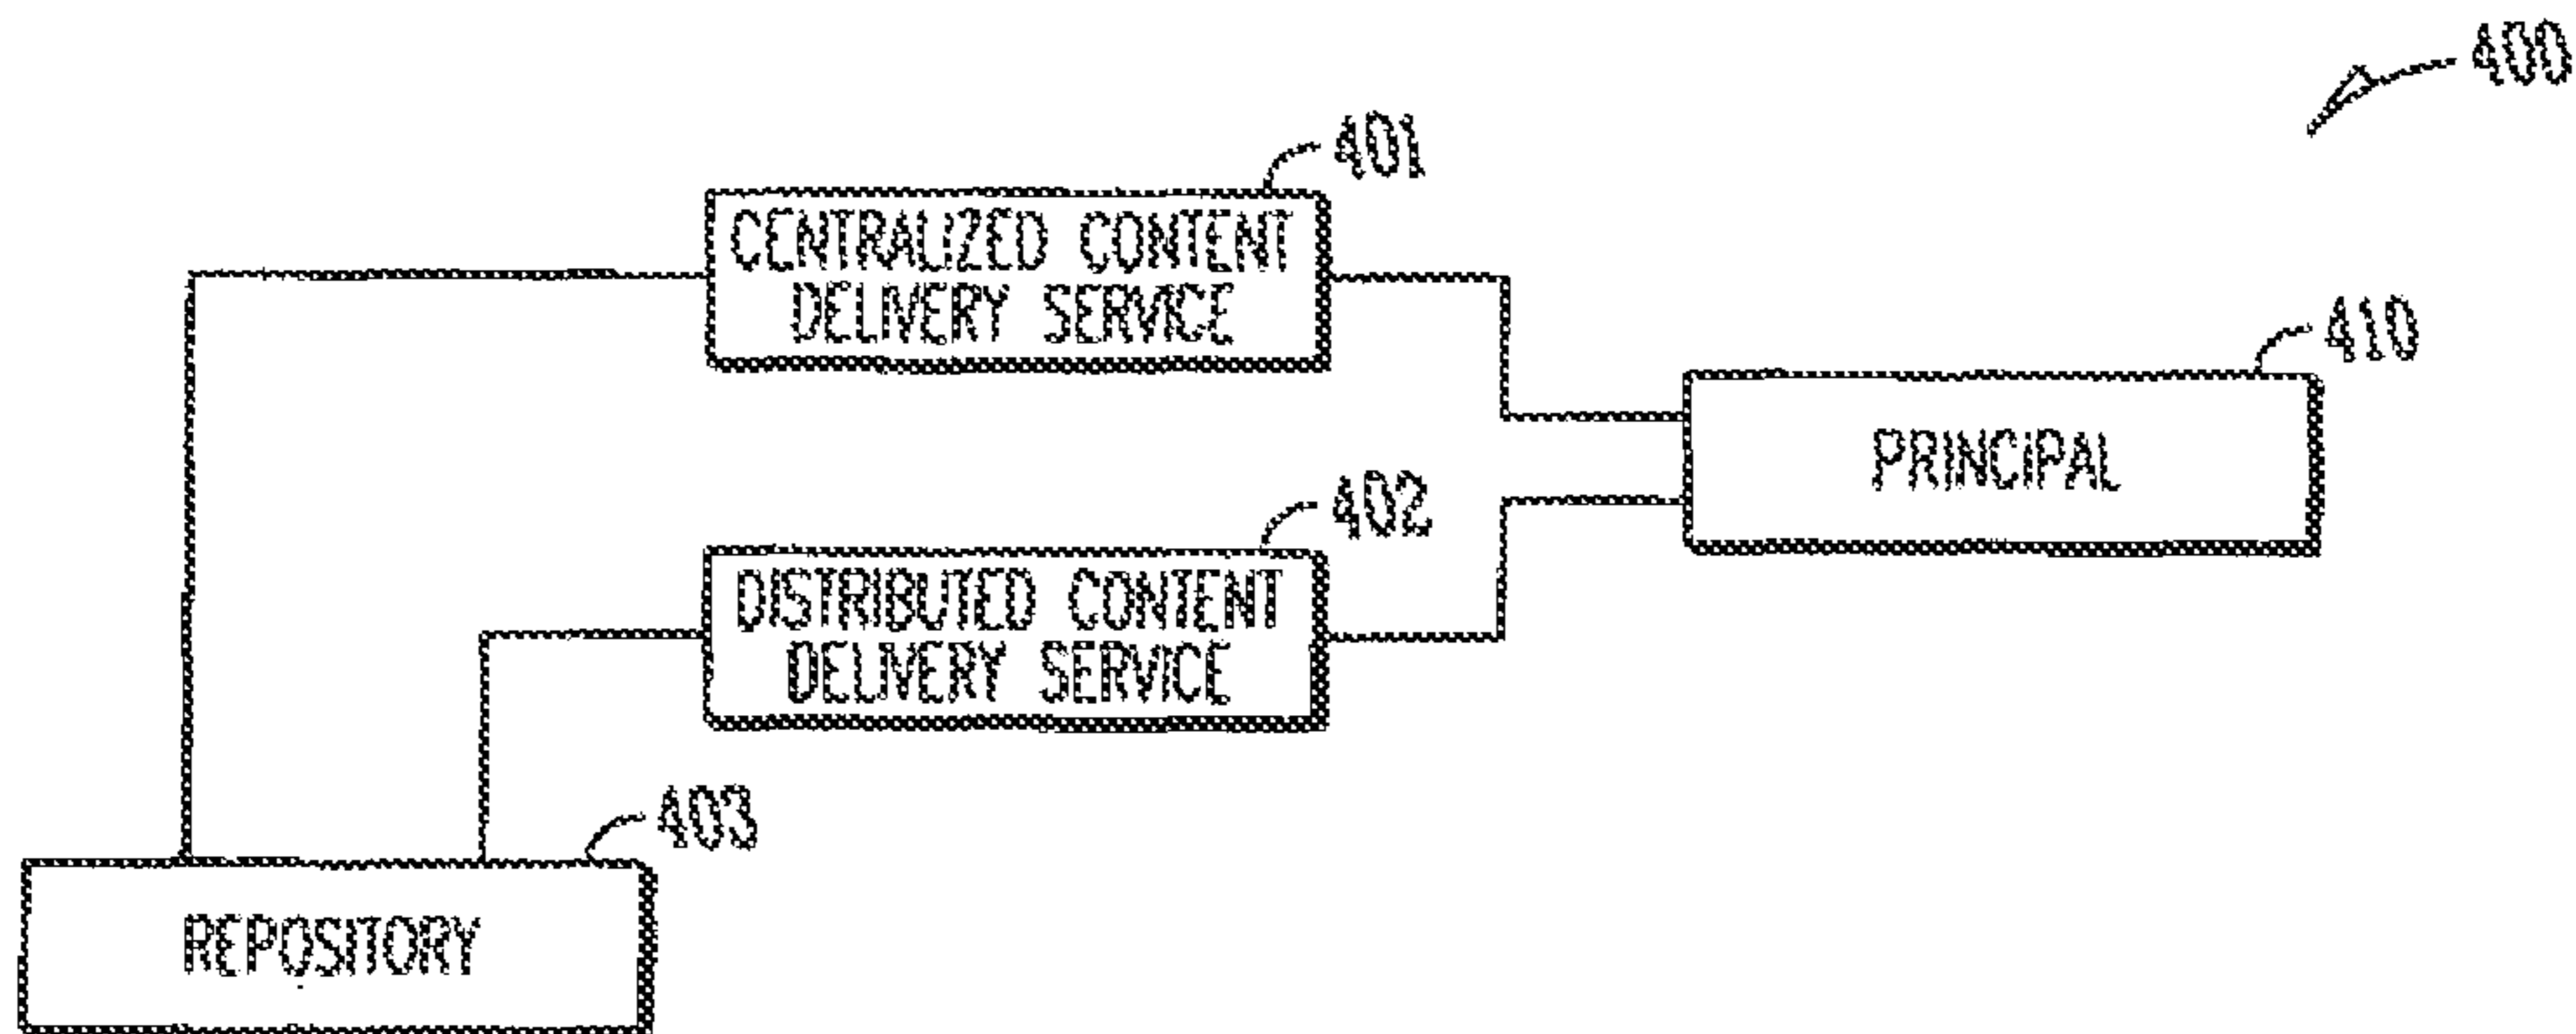 400
401
CENTRALIZED CONTENT
DELIVERY SERVICE
410
PRINCIPAL
402
DISTRIBUTED CONTENT
DELIVERY SERVICE
403
REPOSITORY